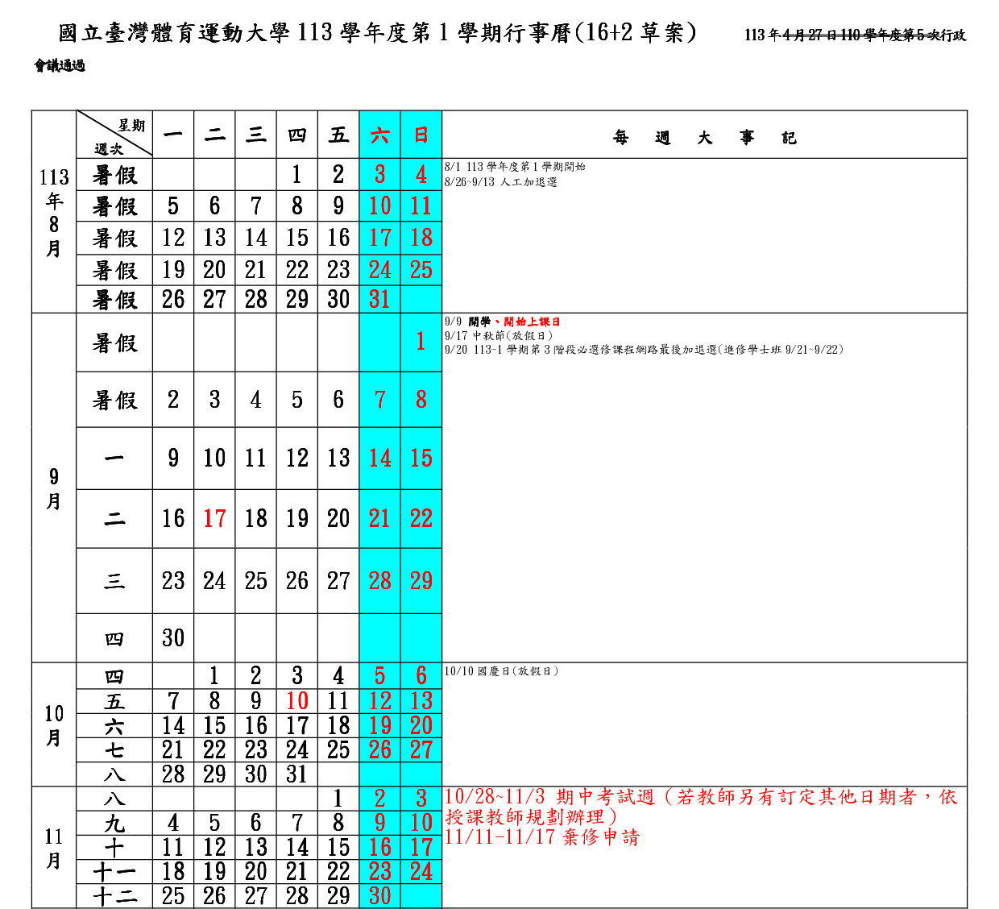 國立臺灣體育運動大學 113 學年度第 1 學期行事曆(16+2 草案) 113 年 4 月 27 日 110 學年度第 5 次行政
會議通過
星期
週次
一 二 三 四 五 六 日 每 週 大 事 記
113
年
8
月
暑假 1 2 3 4
暑假 5 6 7 8 9 10 11
暑假 12 13 14 15 16 17 18
暑假 19 20 21 22 23 24 25
暑假 26 27 28 29 30 31
8/1 113 學年度第 1 學期開始
8/26~9/13 人工加退選
9
月
暑假 1
暑假 2 3 4 5 6 7 8
一 9 10 11 12 13 14 15
二 16 17 18 19 20 21 22
三 23 24 25 26 27 28 29
四 30
9/9 開學、開始上課日
9/17 中秋節(放假日)
9/20 113-1 學期第 3 階段必選修課程網路最後加退選(進修學士班 9/21~9/22)
10
月
四 1 2 3 4 5 6
五 7 8 9 10 11 12 13
六 14 15 16 17 18 19 20
七 21 22 23 24 25 26 27
八 28 29 30 31
10/10 國慶日(放假日)
11
月
八 1 2 3
九 4 5 6 7 8 9 10
十 11 12 13 14 15 16 17
十一 18 19 20 21 22 23 24
十二 25 26 27 28 29 30
10/28~11/3 期中考試週（若教師另有訂定其他日期者，依
授課教師規劃辦理）
11/11-11/17 棄修申請